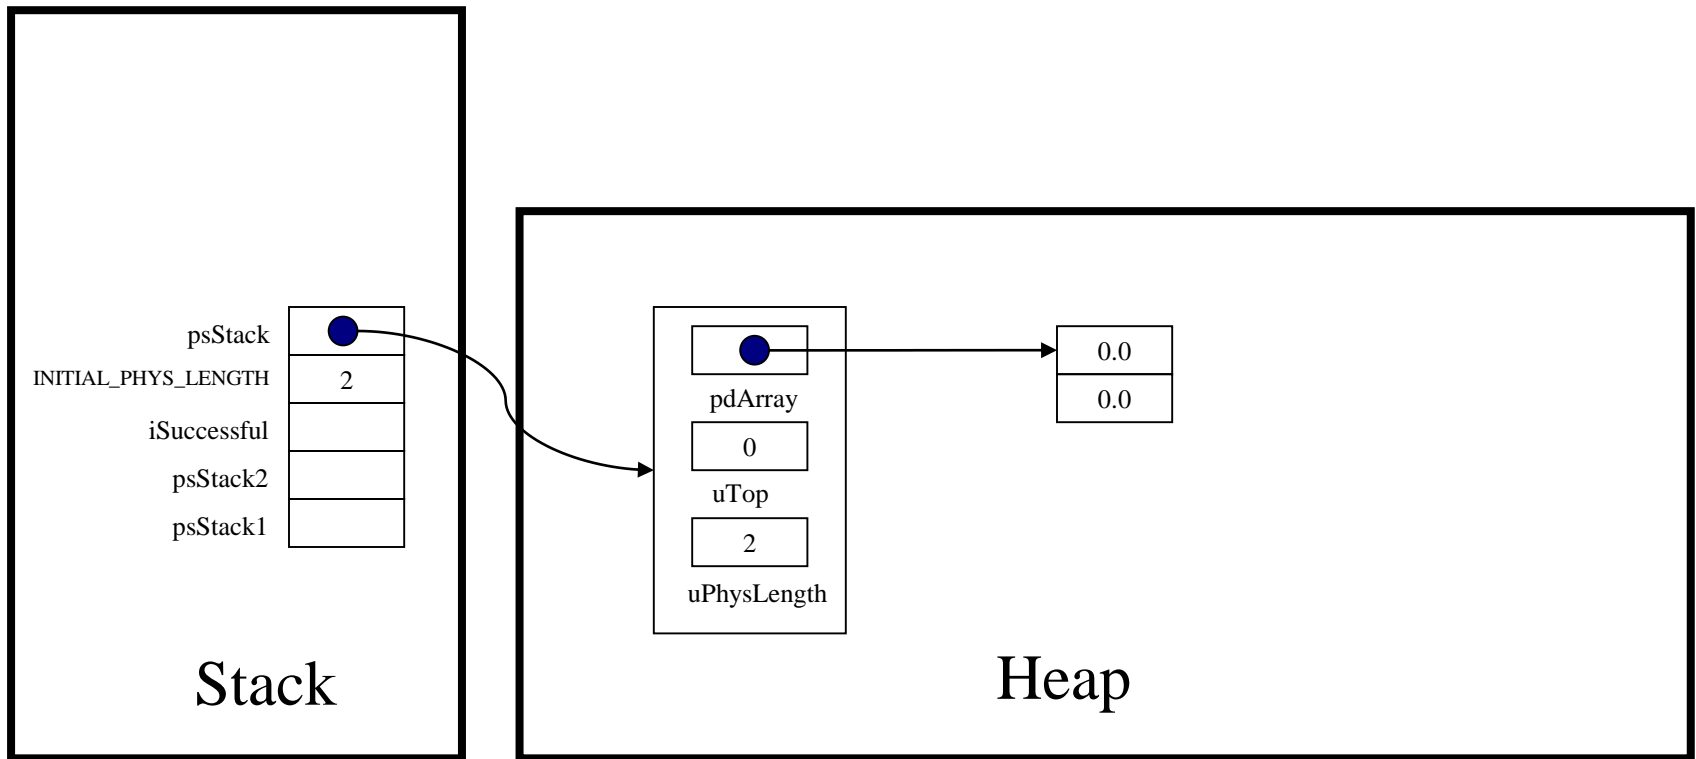 psStack
INITIAL_PHYS_LENGTH 2
iSuccessful
psStack2
psStack1
Stack
pdArray
0
uTop
2
uPhysLength
0.0
0.0
Heap